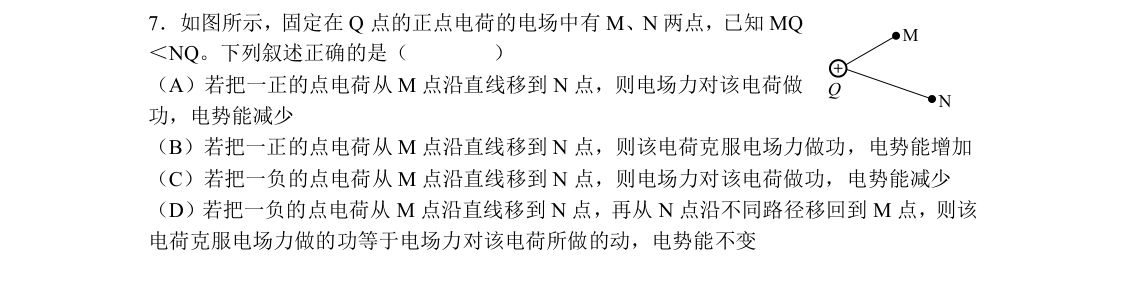 7．如图所示，固定在 Q 点的正点电荷的电场中有 M、N 两点，已知 MQ
＜NQ。下列叙述正确的是（　　　　）
（A）若把一正的点电荷从 M 点沿直线移到 N 点，则电场力对该电荷做
功，电势能减少
（B）若把一正的点电荷从 M 点沿直线移到 N 点，则该电荷克服电场力做功，电势能增加
（C）若把一负的点电荷从 M 点沿直线移到 N 点，则电场力对该电荷做功，电势能减少
（D）若把一负的点电荷从 M 点沿直线移到 N 点，再从 N 点沿不同路径移回到 M 点，则该
电荷克服电场力做的功等于电场力对该电荷所做的动，电势能不变
M
+
Q
N